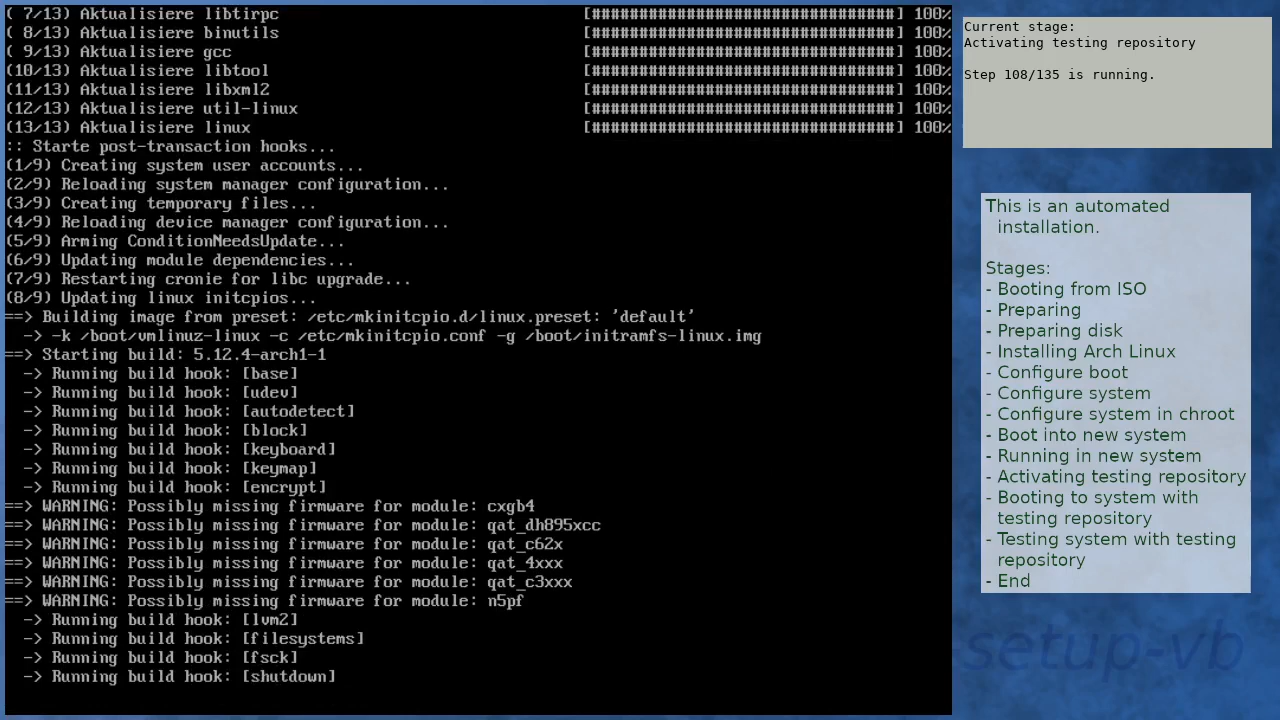 ( 7/13) Aktualisiere libtirpc [################################] 100%
( 8/13) Aktualisiere binutils [################################] 100%
( 9/13) Aktualisiere gcc [################################] 100%
(10/13) Aktualisiere libtool [################################] 100%
(11/13) Aktualisiere libxml2 [################################] 100%
(12/13) Aktualisiere util-linux [################################] 100%
(13/13) Aktualisiere linux [################################] 100%
:: Starte post-transaction hooks...
(1/9) Creating system user accounts...
(2/9) Reloading system manager configuration...
(3/9) Creating temporary files...
(4/9) Reloading device manager configuration...
(5/9) Arming ConditionNeedsUpdate...
(6/9) Updating module dependencies...
(7/9) Restarting cronie for libc upgrade...
(8/9) Updating linux initcpios...
==> Building image from preset: /etc/mkinitcpio.d/linux.preset: 'default'
-> -k /boot/vmlinuz-linux -c /etc/mkinitcpio.conf -g /boot/initramfs-linux.img
==> Starting build: 5.12.4-arch1-1
-> Running build hook: [base]
-> Running build hook: [udev]
-> Running build hook: [autodetect]
-> Running build hook: [block]
-> Running build hook: [keyboard]
-> Running build hook: [keymap]
-> Running build hook: [encrypt]
==> WARNING: Possibly missing firmware for module: cxgb4
==> WARNING: Possibly missing firmware for module: qat_dh895xcc
==> WARNING: Possibly missing firmware for module: qat_c62x
==> WARNING: Possibly missing firmware for module: qat_4xxx
==> WARNING: Possibly missing firmware for module: qat_c3xxx
==> WARNING: Possibly missing firmware for module: n5pf
-> Running build hook: [lvm2]
-> Running build hook: [filesystems]
-> Running build hook: [fsck]
-> Running build hook: [shutdown]
Current stage:
Activating testing repository
Step 108/135 is running.
This is an automated
installation.
Stages:
- Booting from ISO
- Preparing
- Preparing disk
- Installing Arch Linux
- Configure boot
- Configure system
- Configure system in chroot
- Boot into new system
- Running in new system
- Activating testing repository
- Booting to system with
testing repository
- Testing system with testing
repository
- End
-setup-vb